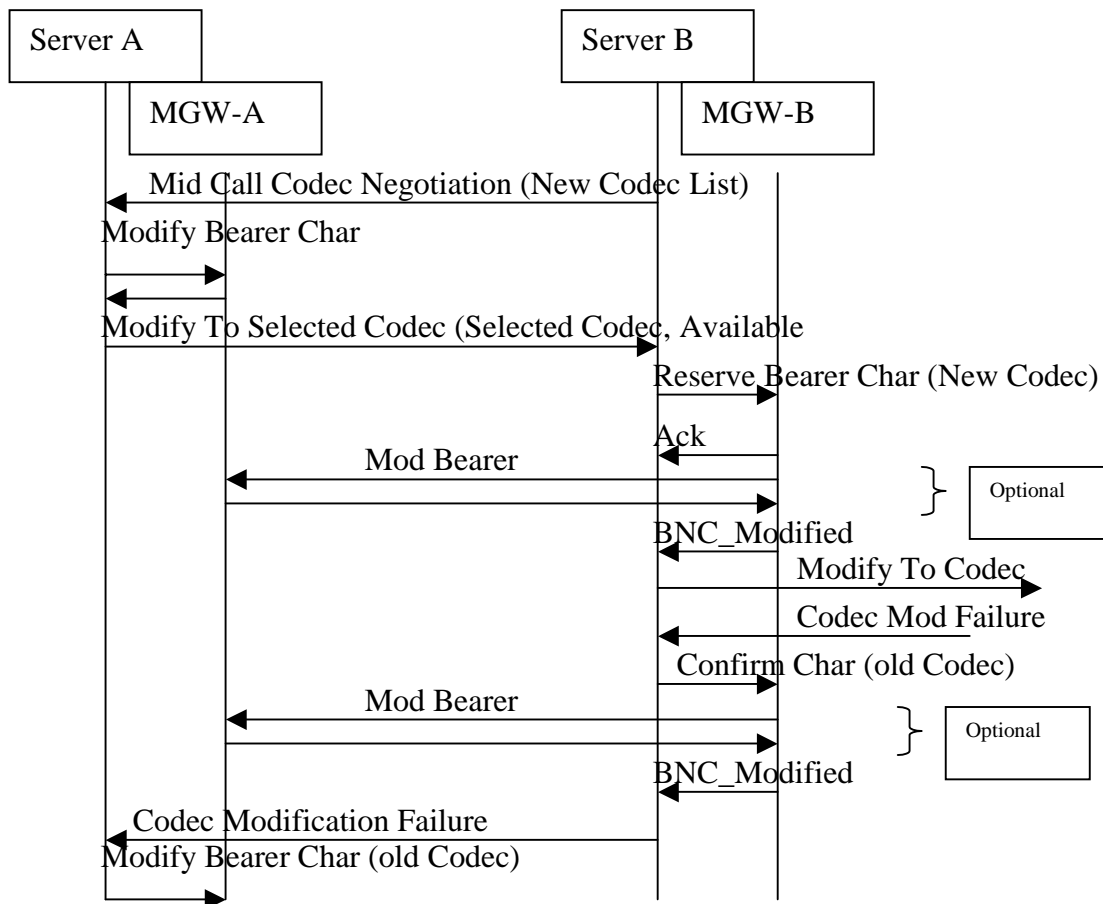 Server A
Server B
MGW-A
MGW-B
Mid Call Codec Negotiation (New Codec List)
Modify Bearer Char
Modify To Selected Codec (Selected Codec, Available
Reserve Bearer Char (New Codec)
Ack
Mod Bearer
Optional
BNC_Modified
Modify To Codec
Codec Mod Failure
Confirm Char (old Codec)
Mod Bearer
Optional
BNC_Modified
Codec Modification Failure
Modify Bearer Char (old Codec)